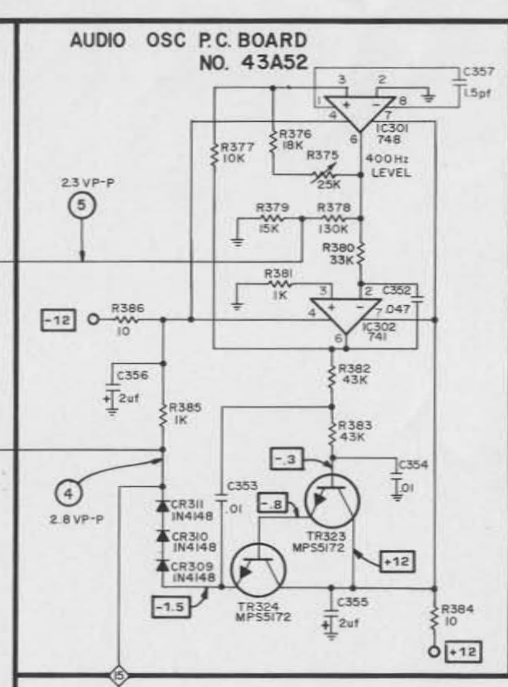 AUDIO OSC P.C. BOARD
NO. 43A52
3
2
C357
1.5pf
1
+
-
8
4
7
IC301
748
6
R376
18K
R377
10K
R375
25K
400Hz
LEVEL
2.3 VP-P
5
R379
15K
R378
130K
R380
33K
R381
1K
3
2
C352
.047
+
-
4
7
IC302
741
6
-12
R386
10
R382
43K
C356
+
2uf
R385
1K
R383
43K
-.3
C354
.01
4
2.8 VP-P
C353
.01
-.8
CR311
1N4148
CR310
1N4148
CR309
1N4148
TR323
MPS5172
+12
-1.5
TR324
MPS5172
C355
+
2uf
R384
10
+12
15